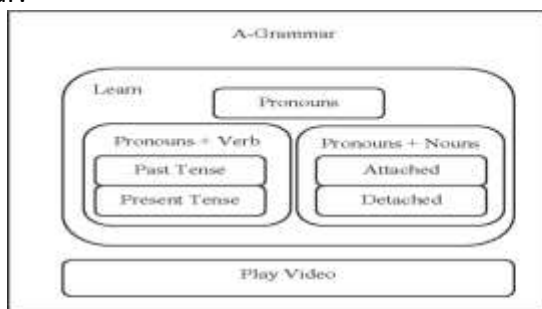 A-Grammar
Learn
Pronouns
Pronouns + Verb
Past Tense
Present Tense
Pronouns + Nouns
Attached
Detached
Play Video